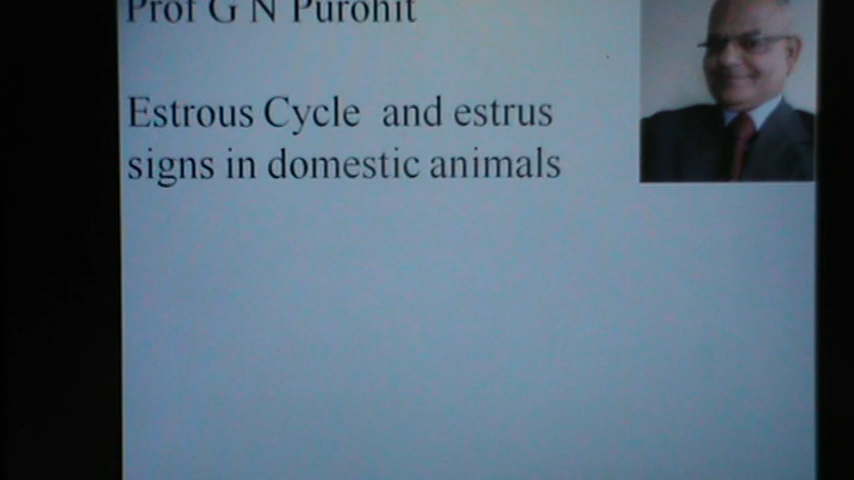 Prof G N Purohit
Estrous Cycle and estrus
signs in domestic animals